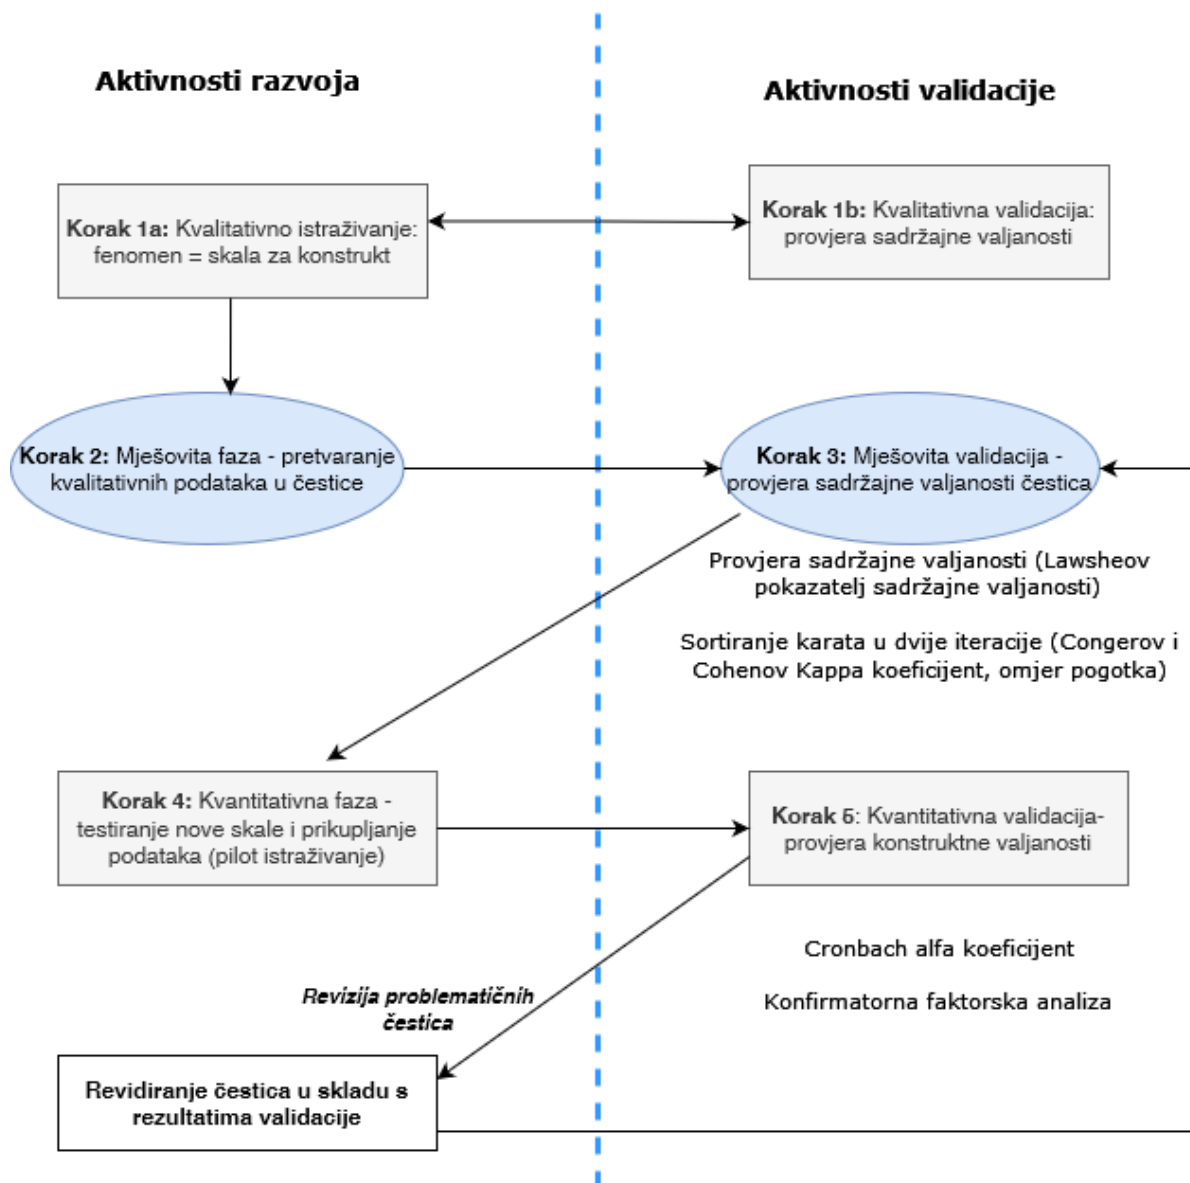 Aktivnosti razvoja
Aktivnosti validacije
Korak 1a: Kvalitativno istraživanje:
fenomen = skala za konstrukt
Korak 1b: Kvalitativna validacija:
provjera sadržajne valjanosti
Korak 2: Mješovita faza - pretvaranje
kvalitativnih podataka u čestice
Korak 3: Mješovita validacija -
provjera sadržajne valjanosti čestica
Provjera sadržajne valjanosti (Lawsheov
pokazatelj sadržajne valjanosti)
Sortiranje karata u dvije iteracije (Congerov i
Cohenov Kappa koeficijent, omjer pogotka)
Korak 4: Kvantitativna faza -
testiranje nove skale i prikupljanje
podataka (pilot istraživanje)
Korak 5: Kvantitativna validacija-
provjera konstruktne valjanosti
Cronbach alfa koeficijent
Konfirmatorna faktorska analiza
Revizija problematičnih
čestica
Revidiranje čestica u skladu s
rezultatima validacije